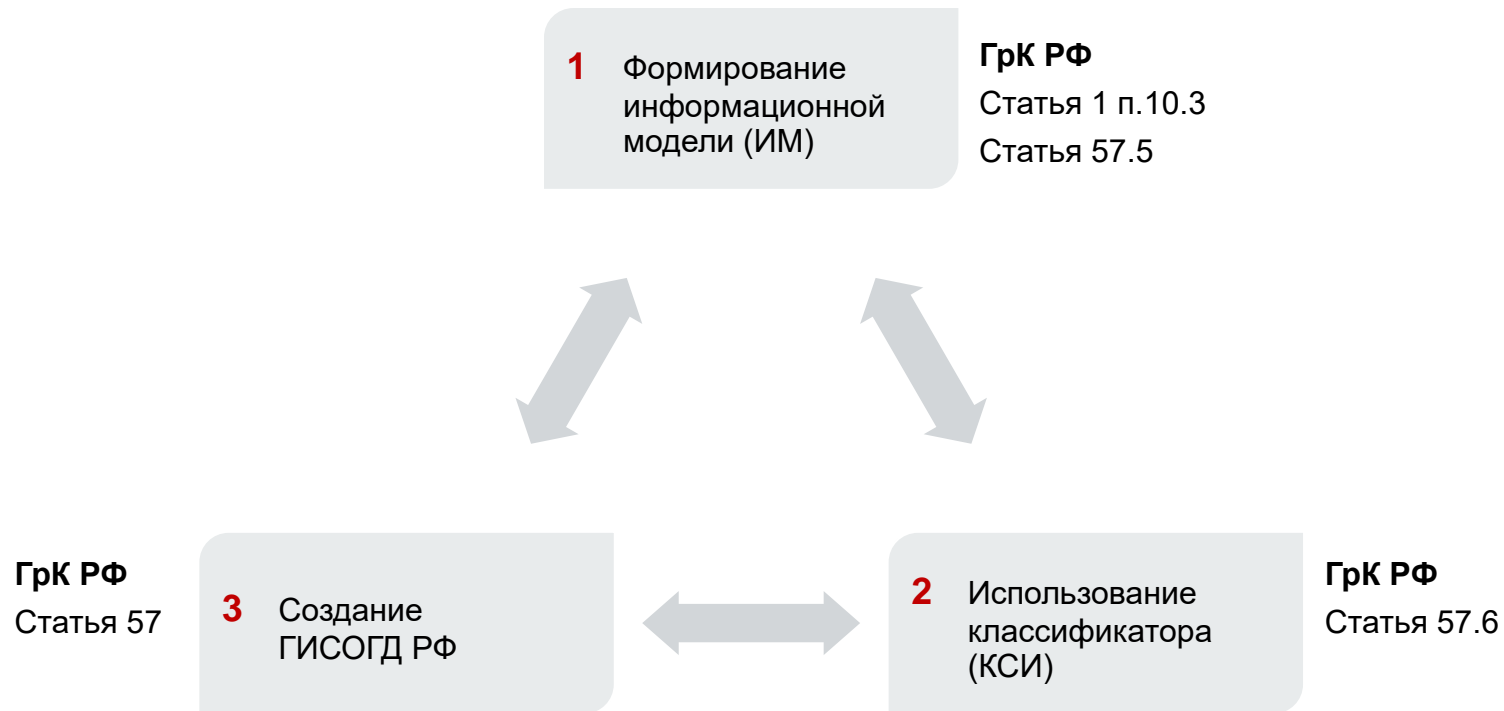 1 Формирование
информационной
модели (ИМ)
ГрК РФ
Статья 1 п.10.3
Статья 57.5
ГрК РФ
Статья 57
3 Создание
ГИСОГД РФ
2 Использование
классификатора
(КСИ)
ГрК РФ
Статья 57.6